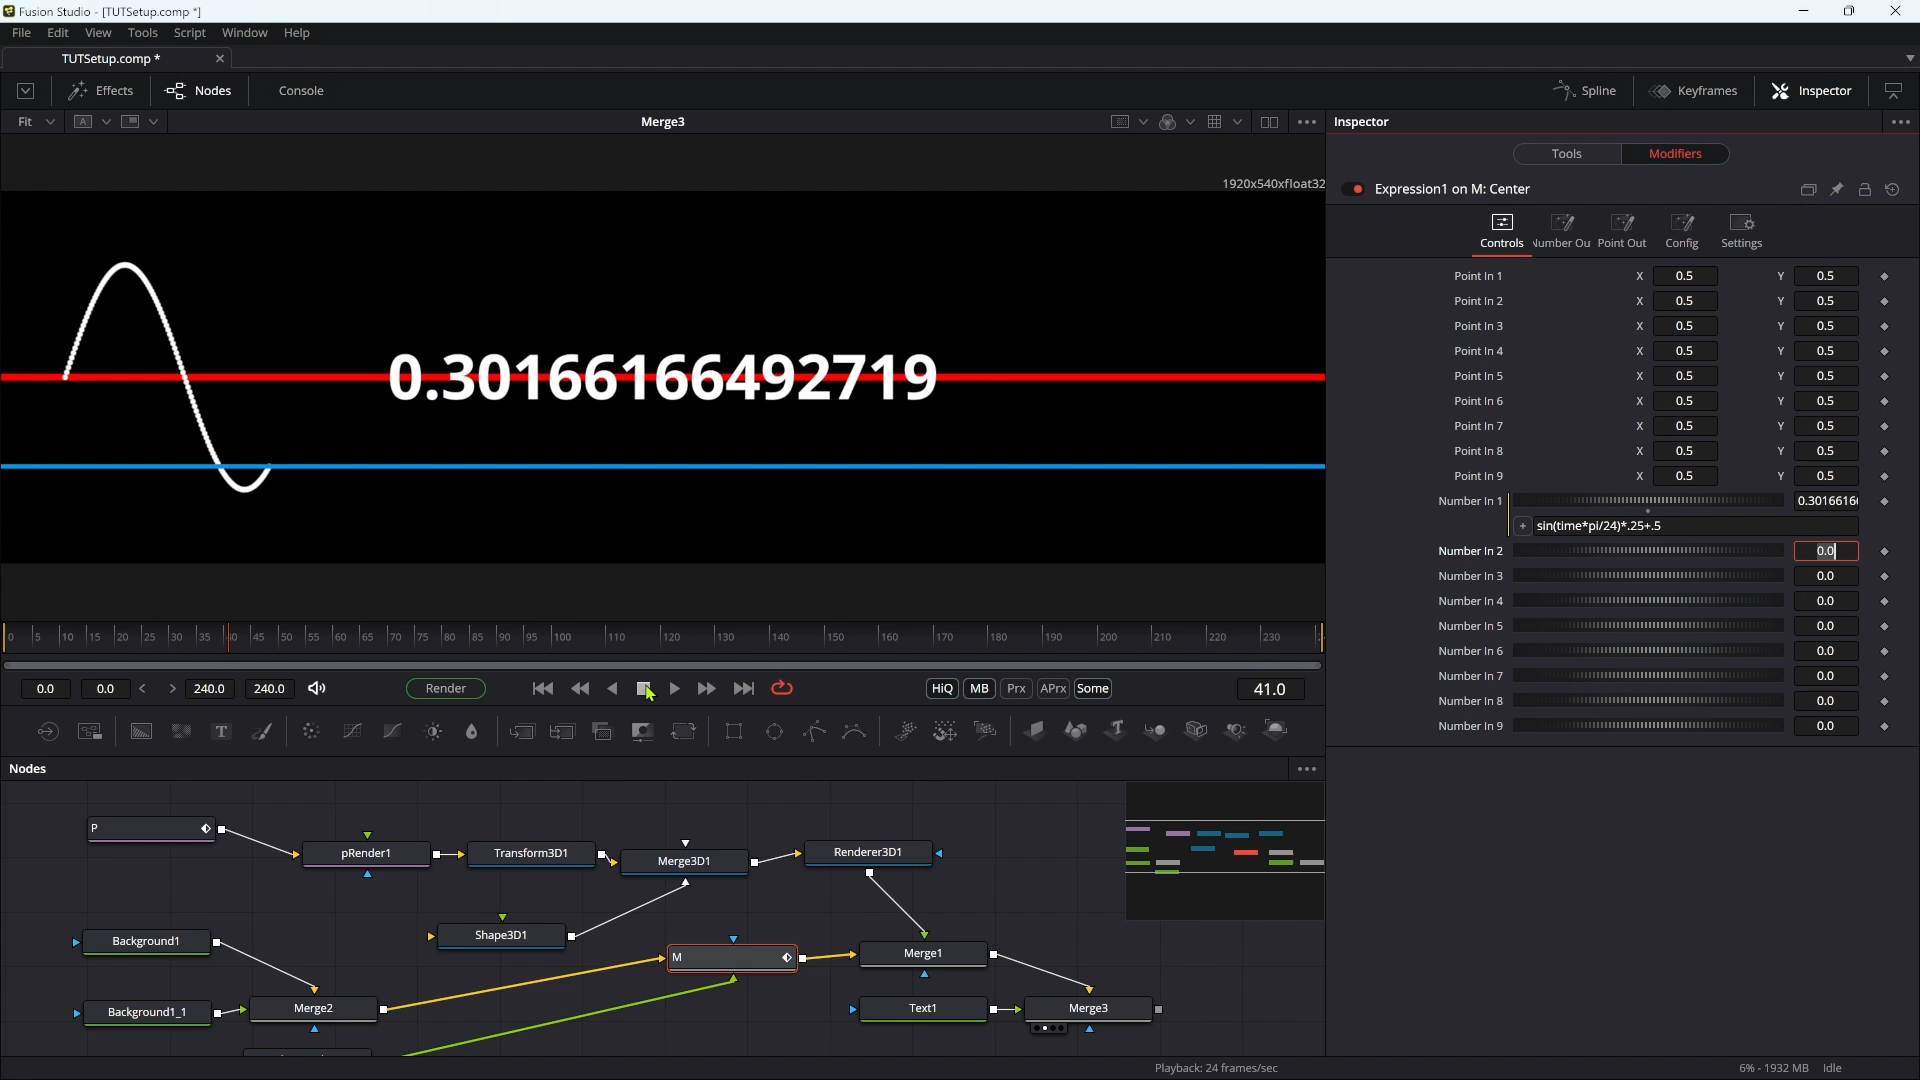 Fusion Studio - [TUTSetup.comp *]
File Edit View Tools Script Window Help
TUTSetup.comp *
Effects Nodes Console Spline Keyframes Inspector
Fit A Merge3 Inspector
Tools Modifiers
1920x540xfloat32
Expression1 on M: Center
Controls Number Ou Point Out Config Settings
Point In 1 X 0.5 Y 0.5
Point In 2 X 0.5 Y 0.5
Point In 3 X 0.5 Y 0.5
Point In 4 X 0.5 Y 0.5
Point In 5 X 0.5 Y 0.5
Point In 6 X 0.5 Y 0.5
Point In 7 X 0.5 Y 0.5
Point In 8 X 0.5 Y 0.5
Point In 9 X 0.5 Y 0.5
0.30166166492719
Number In 1 0.3016616
+ sin(time*pi/24)*.25+.5
Number In 2 0.0
Number In 3 0.0
Number In 4 0.0
Number In 5 0.0
Number In 6 0.0
Number In 7 0.0
Number In 8 0.0
Number In 9 0.0
0 5 10 15 20 25 30 35 40 45 50 55 60 65 70 75 80 85 90 95 100 110 120 130 140 150 160 170 180 190 200 210 220 230
0.0 0.0 < > 240.0 240.0 Render HiQ MB Prx APrx Some 41.0
Nodes
P
pRender1 Transform3D1 Merge3D1 Renderer3D1
Background1 Shape3D1 M Merge1
Background1_1 Merge2 Text1 Merge3
Playback: 24 frames/sec 6% - 1932 MB Idle